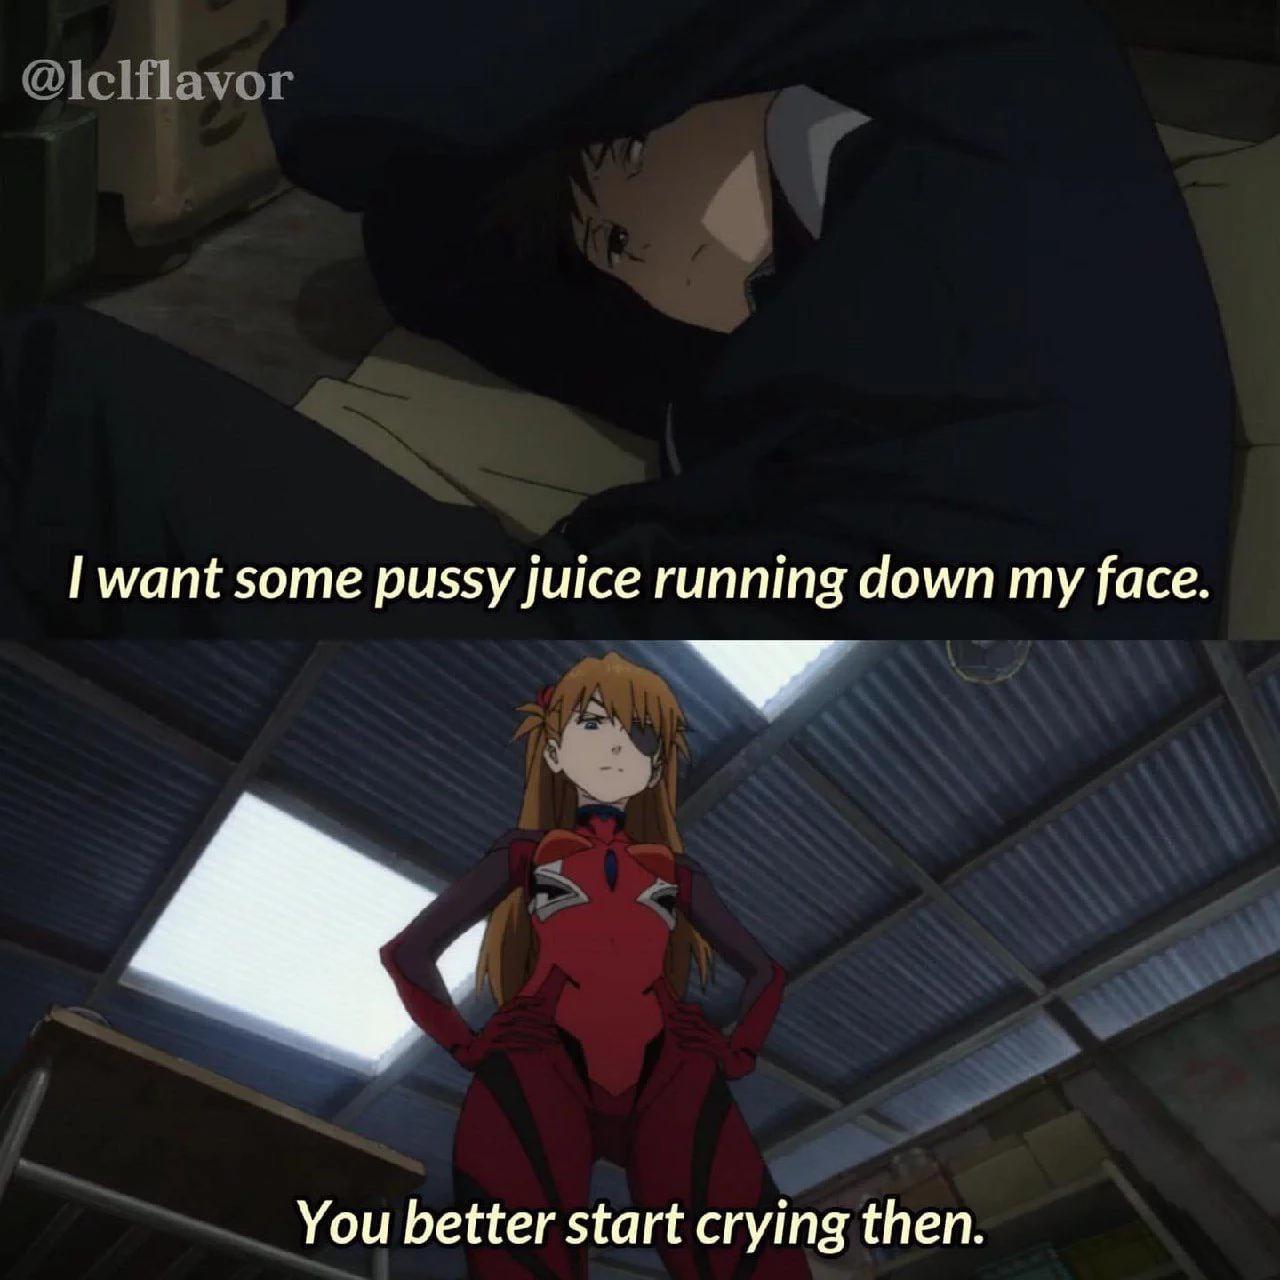 @lclflavor
I want some pussy juice running down my face.
You better start crying then.